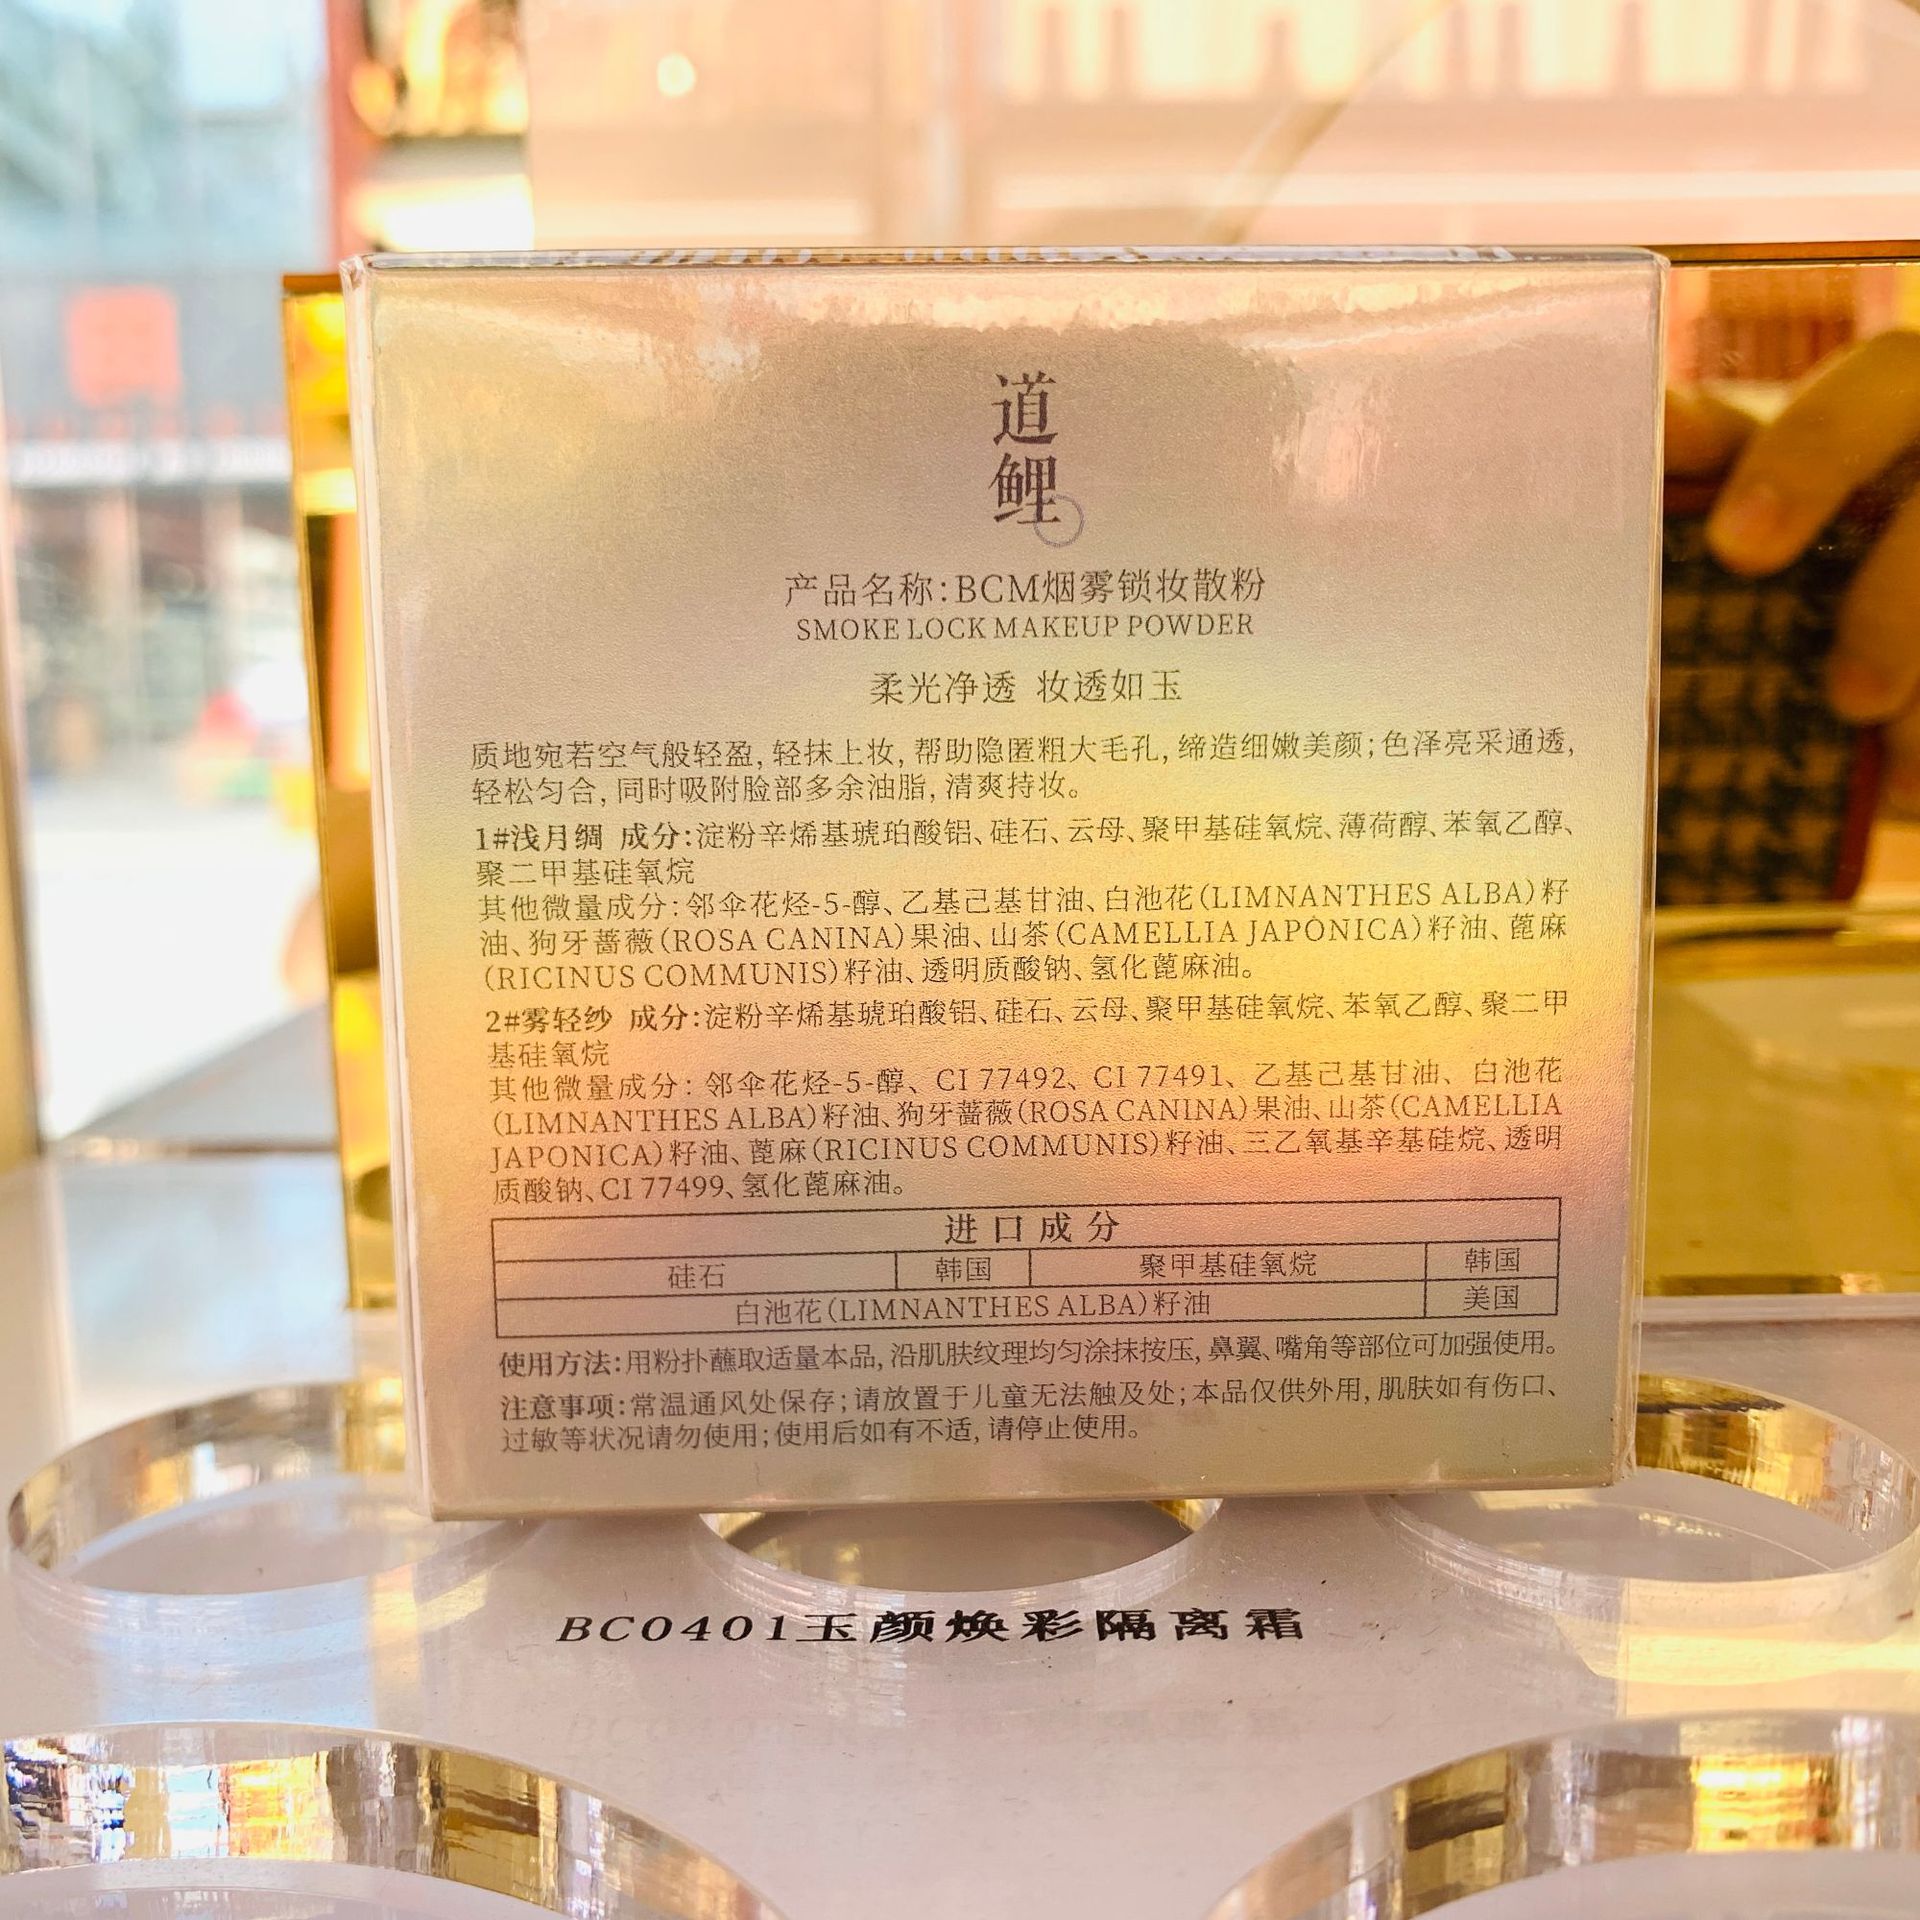 道
鲤
产品名称:BCM烟雾锁妆散粉
SMOKE LOCK MAKEUP POWDER
柔光净透 妆透如玉
质地宛若空气般轻盈,轻抹上妆,帮助隐匿粗大毛孔,缔造细嫩美颜;色泽亮采通透,
轻松匀合,同时吸附脸部多余油脂,清爽持妆。
1#浅月绸 成分:淀粉辛烯基琥珀酸铝、硅石、云母、聚甲基硅氧烷、薄荷醇、苯氧乙醇、
聚二甲基硅氧烷
其他微量成分:邻伞花烃-5-醇、乙基己基甘油、白池花(LIMNANTHES ALBA)籽
油、狗牙蔷薇(ROSA CANINA)果油、山茶(CAMELLIA JAPONICA)籽油、蓖麻
(RICINUS COMMUNIS)籽油、透明质酸钠、氢化蓖麻油。
2#雾轻纱 成分:淀粉辛烯基琥珀酸铝、硅石、云母、聚甲基硅氧烷、苯氧乙醇、聚二甲
基硅氧烷
其他微量成分:邻伞花烃-5-醇、CI 77492、CI 77491、乙基己基甘油、白池花
(LIMNANTHES ALBA)籽油、狗牙蔷薇(ROSA CANINA)果油、山茶(CAMELLIA
JAPONICA)籽油、蓖麻(RICINUS COMMUNIS)籽油、三乙氧基辛基硅烷、透明
质酸钠、CI 77499、氢化蓖麻油。
进口成分
硅石 韩国 聚甲基硅氧烷 韩国
白池花(LIMNANTHES ALBA)籽油 美国
使用方法:用粉扑蘸取适量本品,沿肌肤纹理均匀涂抹按压,鼻翼、嘴角等部位可加强使用。
注意事项:常温通风处保存;请放置于儿童无法触及处;本品仅供外用,肌肤如有伤口、
过敏等状况请勿使用;使用后如有不适,请停止使用。
BC0401玉颜焕彩隔离霜